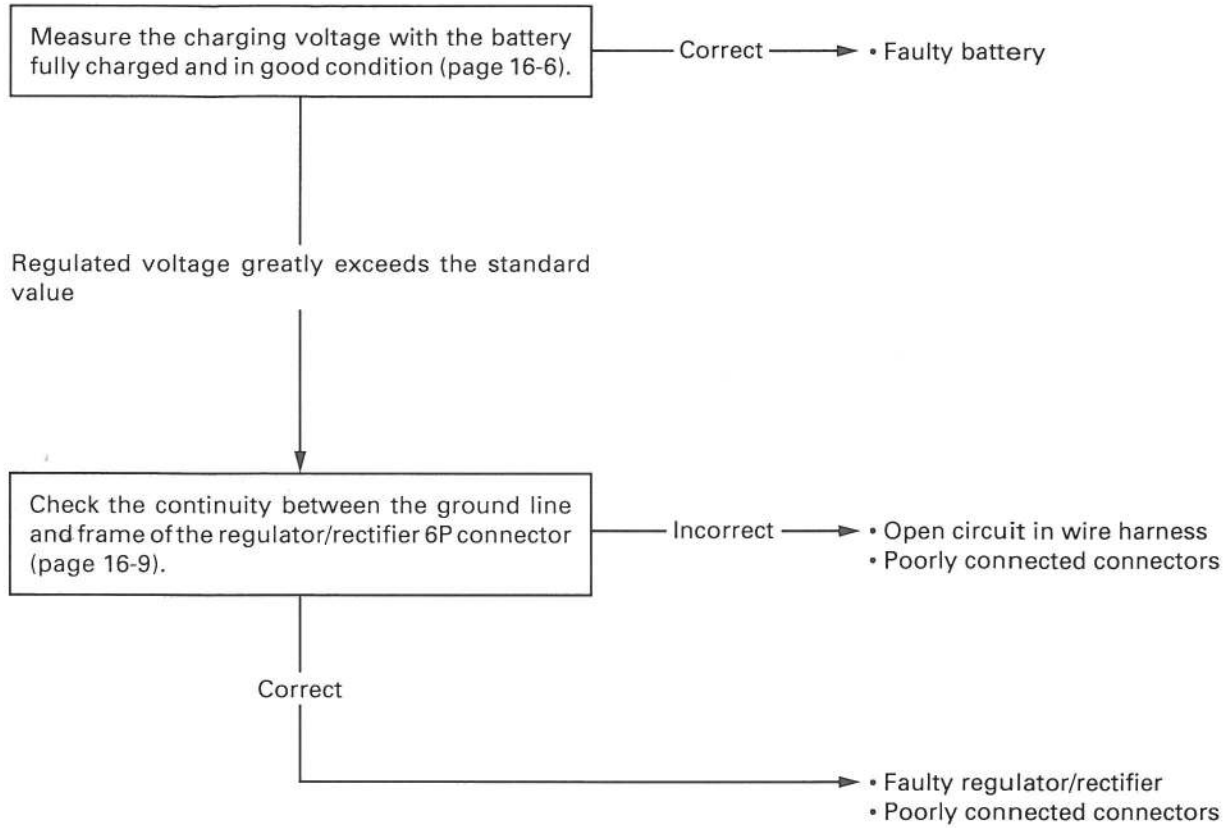 Measure the charging voltage with the battery
fully charged and in good condition (page 16-6).
Correct
• Faulty battery
Regulated voltage greatly exceeds the standard
value
Check the continuity between the ground line
and frame of the regulator/rectifier 6P connector
(page 16-9).
Incorrect
• Open circuit in wire harness
• Poorly connected connectors
Correct
• Faulty regulator/rectifier
• Poorly connected connectors